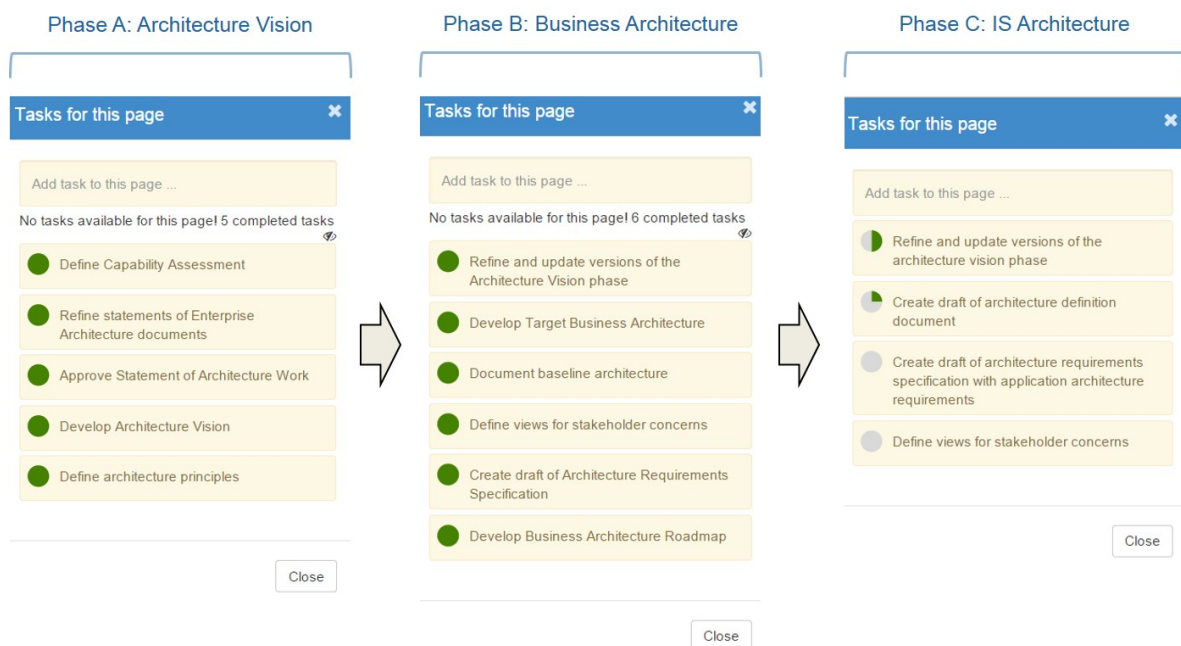 Phase A: Architecture Vision
Tasks for this page
Add task to this page ...
No tasks available for this page! 5 completed tasks
Define Capability Assessment
Refine statements of Enterprise
Architecture documents
Approve Statement of Architecture Work
Develop Architecture Vision
Define architecture principles
Close
Phase B: Business Architecture
Tasks for this page
Add task to this page ...
No tasks available for this page! 6 completed tasks
Refine and update versions of the
Architecture Vision phase
Develop Target Business Architecture
Document baseline architecture
Define views for stakeholder concerns
Create draft of Architecture Requirements
Specification
Develop Business Architecture Roadmap
Close
Phase C: IS Architecture
Tasks for this page
Add task to this page ...
Refine and update versions of the
architecture vision phase
Create draft of architecture definition
document
Create draft of architecture requirements
specification with application architecture
requirements
Define views for stakeholder concerns
Close